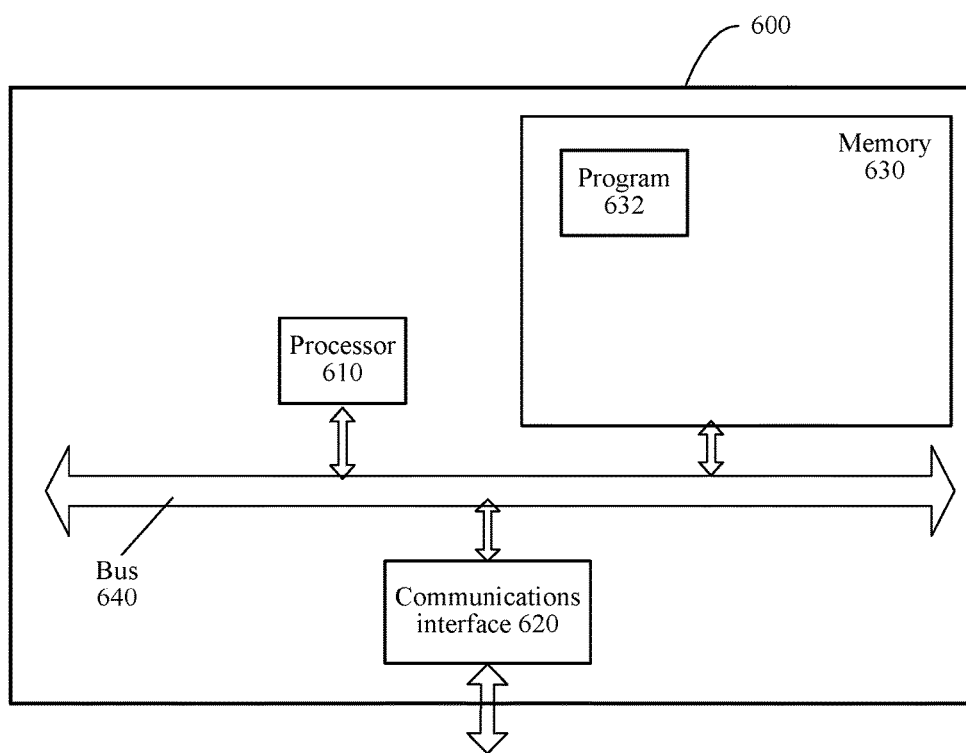 600
Memory
630
Program
632
Processor
610
Bus
640
Communications
interface 620